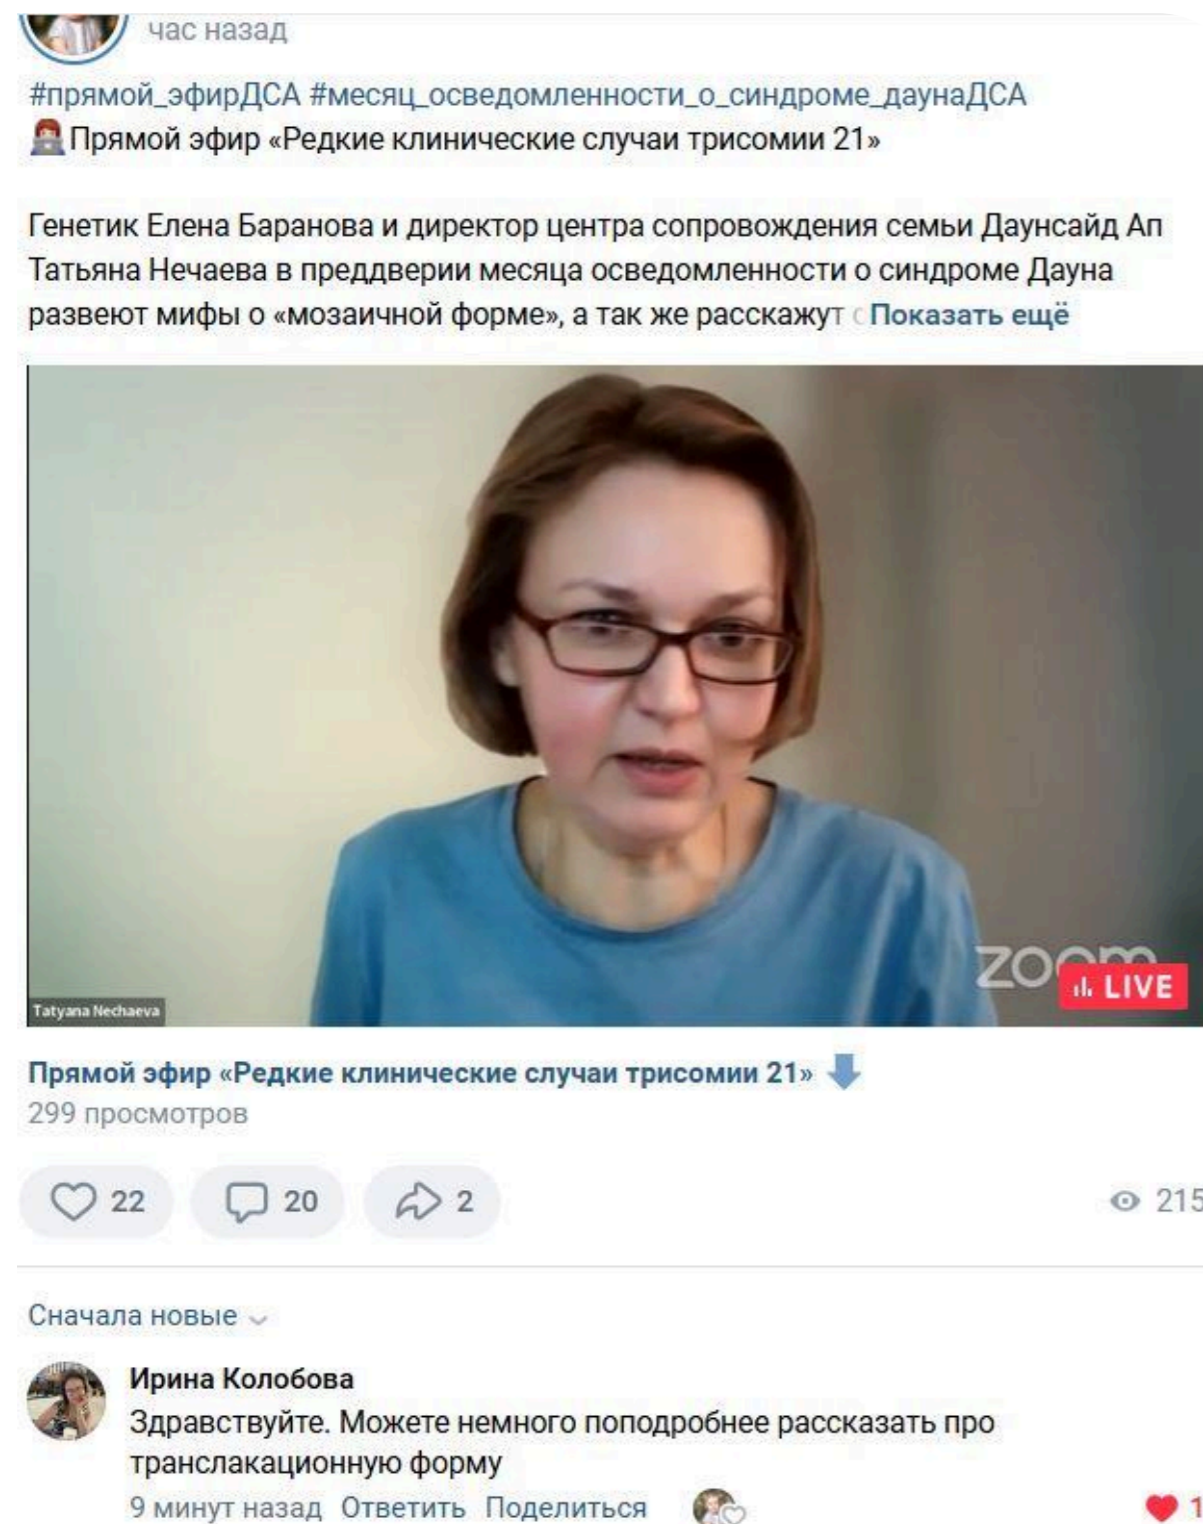 час назад
#прямой_эфирДСА #месяц_осведомленности_о_синдроме_даунаДСА
Прямой эфир «Редкие клинические случаи трисомии 21»
Генетик Елена Баранова и директор центра сопровождения семьи Даунсайд Ап
Татьяна Нечаева в преддверии месяца осведомленности о синдроме Дауна
развеют мифы о «мозаичной форме», а так же расскажут Показать ещё
zoom
LIVE
Tatyana Nechaeva
Прямой эфир «Редкие клинические случаи трисомии 21»
299 просмотров
22 20 2 215
Сначала новые
Ирина Колобова
Здравствуйте. Можете немного поподробнее рассказать про
транслакационную форму
9 минут назад Ответить Поделиться 1